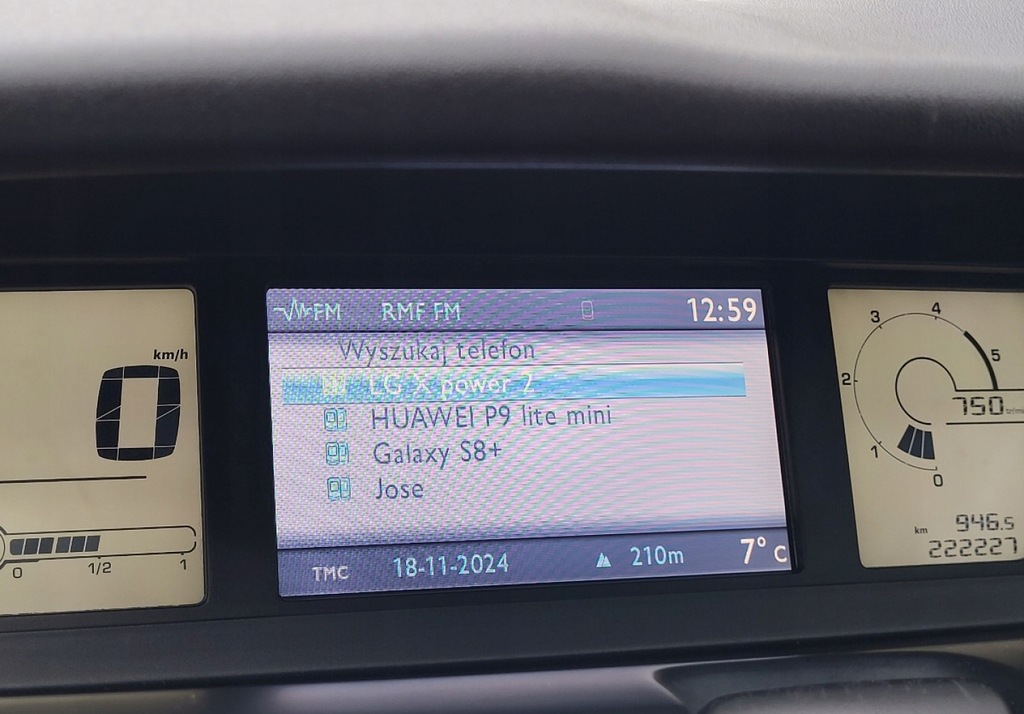 km/h
0
0 1/2 1
FM RMF FM 12:59
Wyszukaj telefon
LG X power 2
HUAWEI P9 lite mini
Galaxy S8+
Jose
TMC 18-11-2024 210m 7° C
0 1 2 3 4 5
750
km 946.5
222227